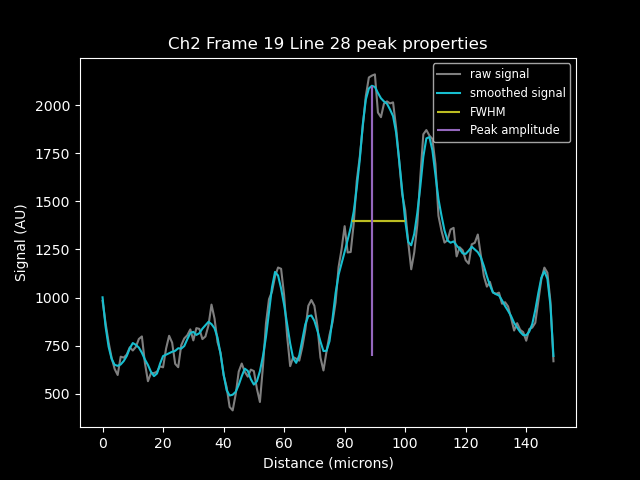 Ch2 Frame 19 Line 28 peak properties
raw signal
smoothed signal
FWHM
Peak amplitude
Signal (AU)
2000
1750
1500
1250
1000
750
500
0 20 40 60 80 100 120 140
Distance (microns)